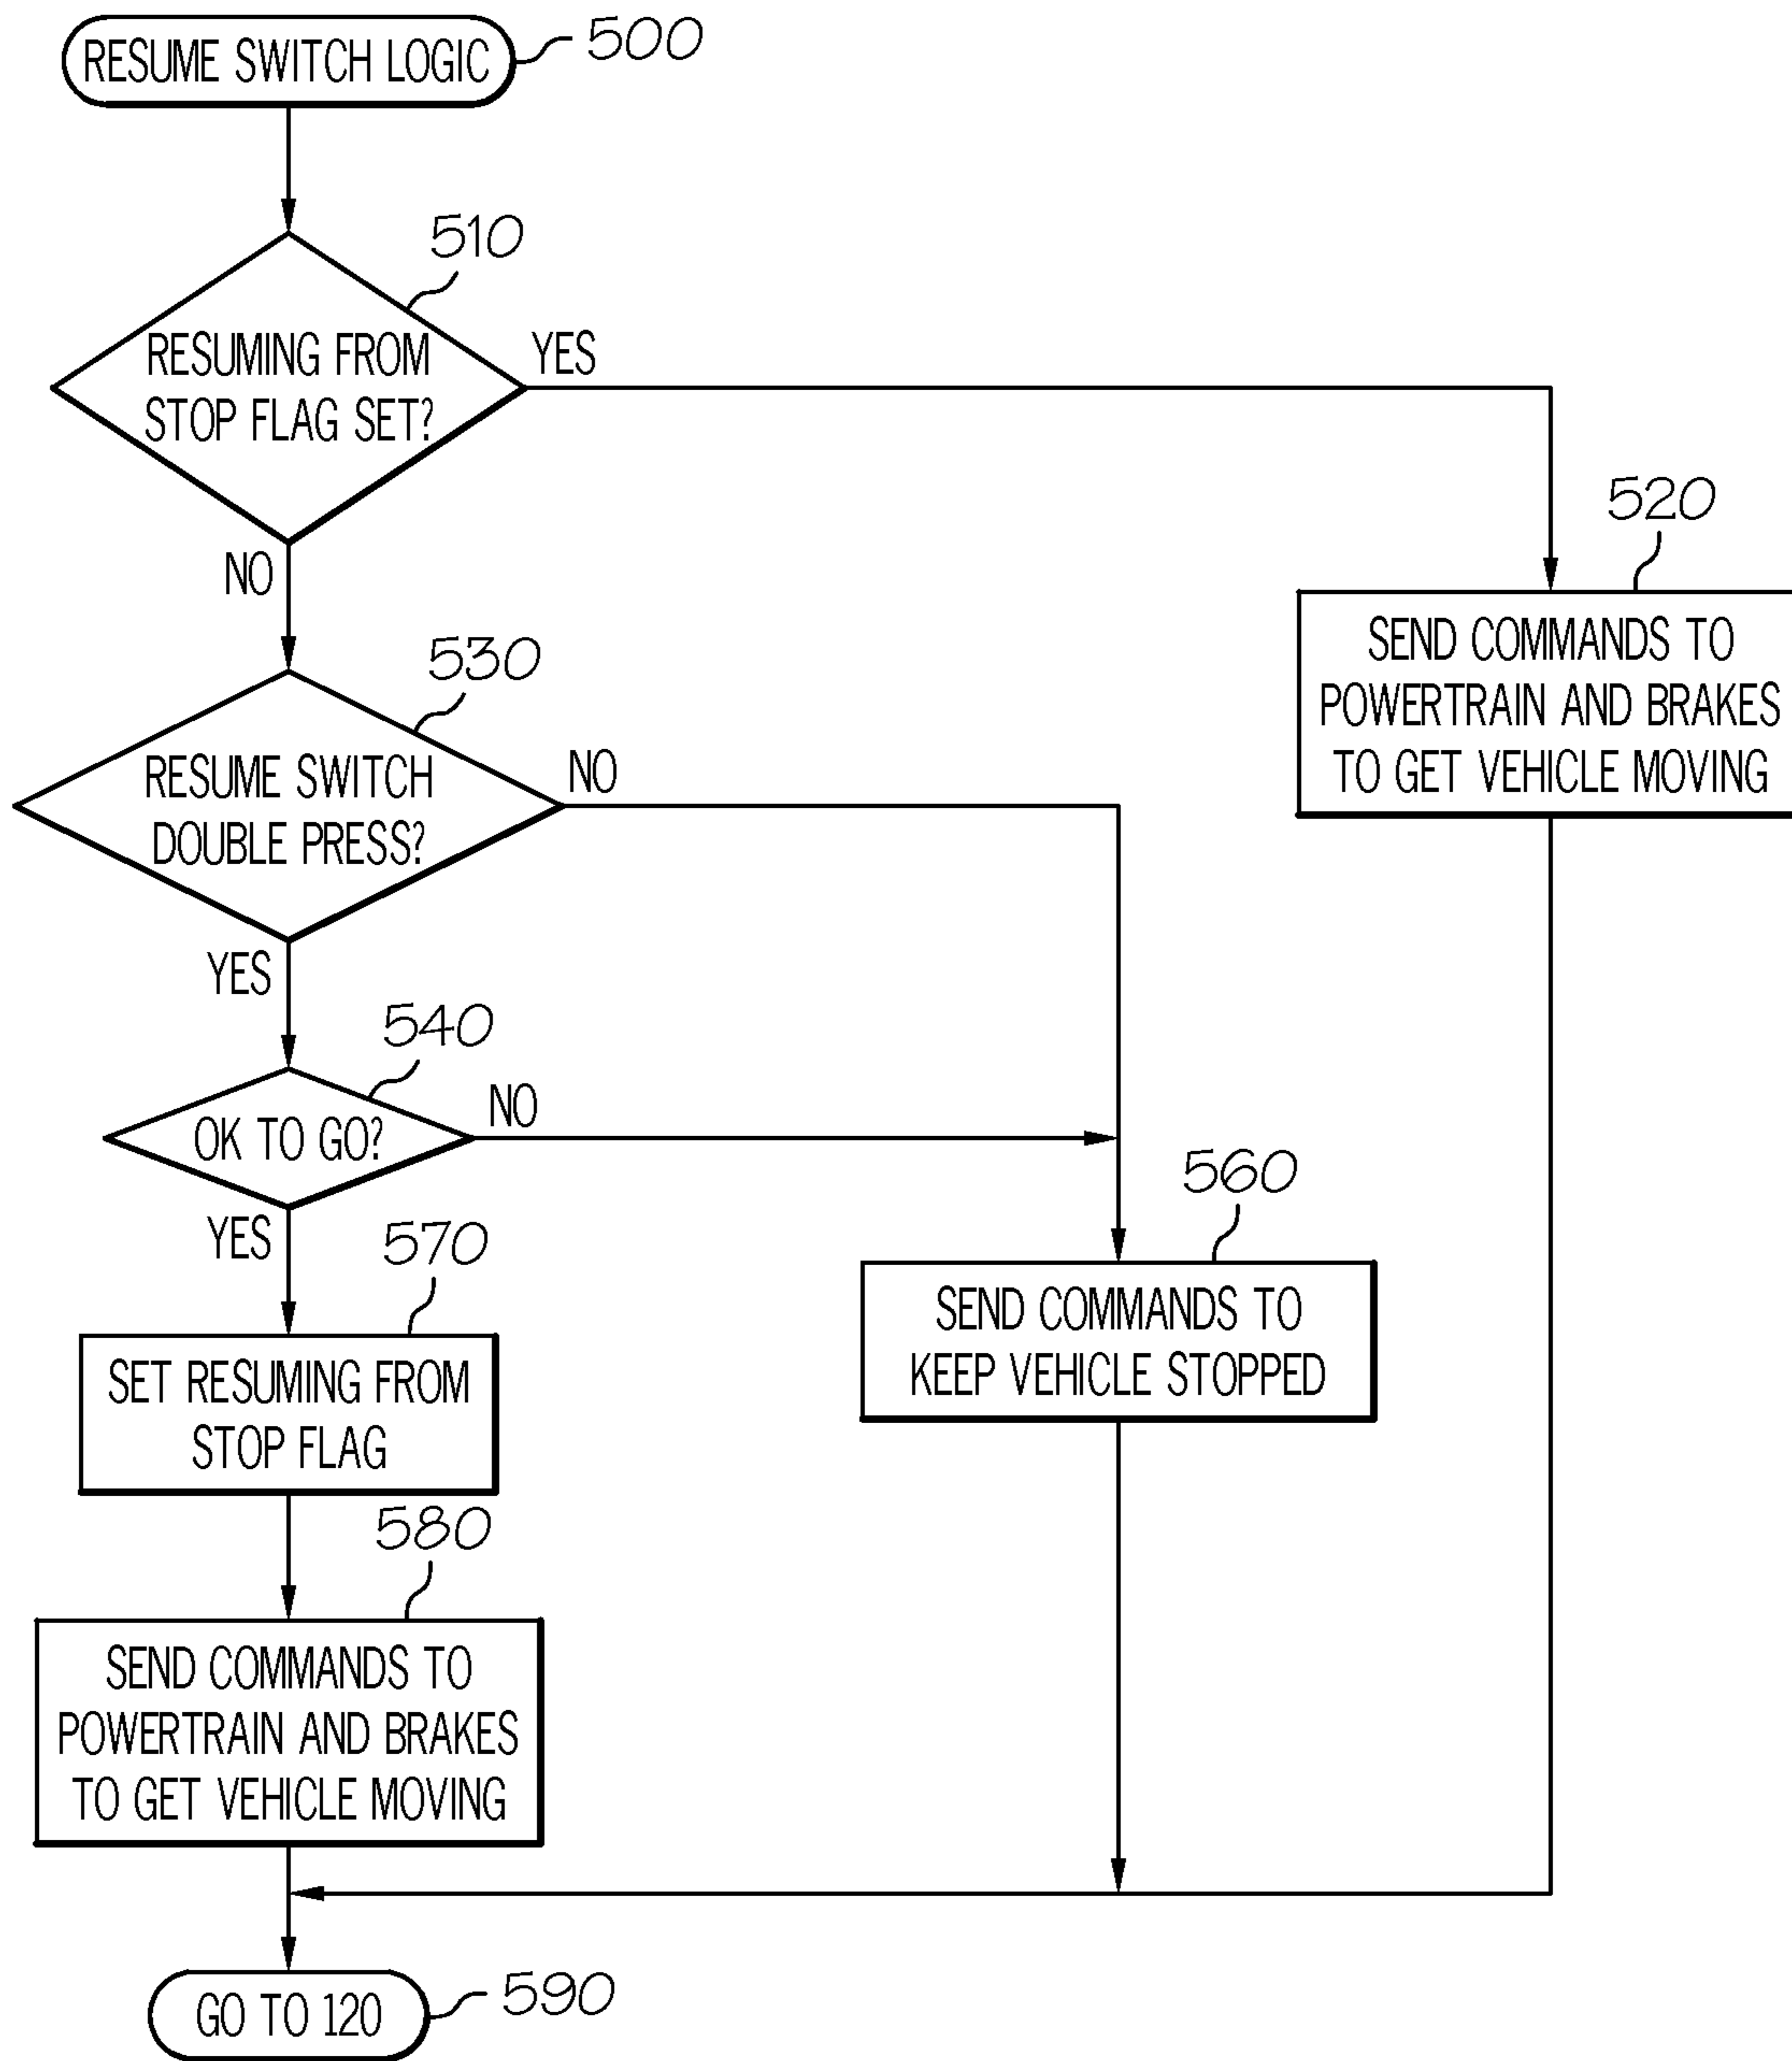 RESUME SWITCH LOGIC
500
510
RESUMING FROM
STOP FLAG SET?
YES
NO
520
SEND COMMANDS TO
POWERTRAIN AND BRAKES
TO GET VEHICLE MOVING
530
RESUME SWITCH
DOUBLE PRESS?
NO
YES
540
OK TO GO?
NO
YES
560
SEND COMMANDS TO
KEEP VEHICLE STOPPED
570
SET RESUMING FROM
STOP FLAG
580
SEND COMMANDS TO
POWERTRAIN AND BRAKES
TO GET VEHICLE MOVING
GO TO 120
590